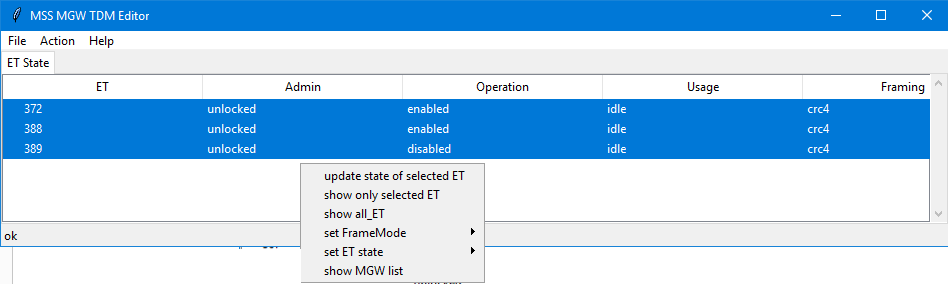 MSS MGW TDM Editor
File Action Help
ET State
ET Admin Operation Usage Framing
372 unlocked enabled idle crc4
388 unlocked enabled idle crc4
389 unlocked disabled idle crc4
update state of selected ET
show only selected ET
show all_ET
set FrameMode
set ET state
show MGW list
ok